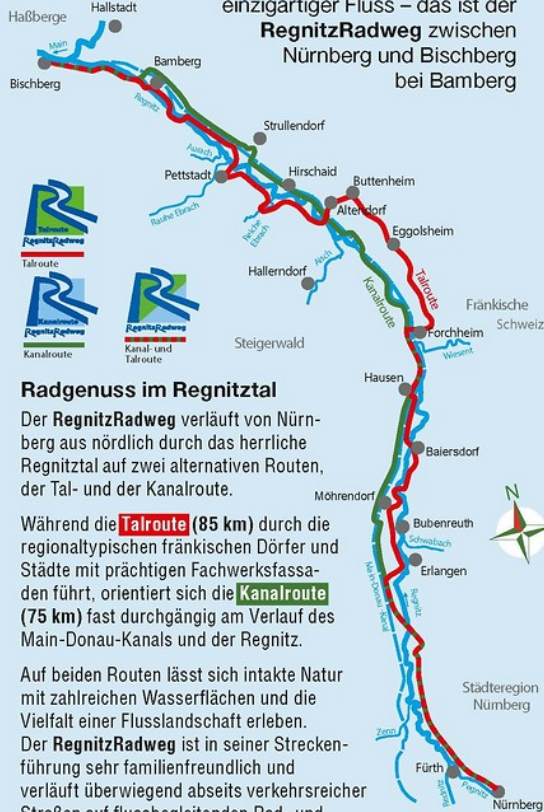 einzigartiger Fluss – das ist der
RegnitzRadweg zwischen
Nürnberg und Bischberg
bei Bamberg
Haßberge
Hallstadt
Main
Bischberg
Bamberg
Regnitz
Strullendorf
Aurach
Pettstadt
Hirschaid
Buttenheim
Rauhe Ebrach
Reiche
Ebrach
Altendorf
Eggolsheim
Aisch
Hallerndorf
Talroute
Kanalroute
Fränkische
Schweiz
Forchheim
Wiesent
Steigerwald
Talroute
RegnitzRadweg
Talroute
Kanalroute
RegnitzRadweg
Kanalroute
RegnitzRadweg
Kanal- und
Talroute
Hausen
Baiersdorf
Möhrendorf
N
Bubenreuth
Schwabach
Erlangen
Main-Donau-Kanal
Regnitz
Städteregion
Nürnberg
Zenn
Fürth
Rednitz
Pegnitz
Nürnberg
Radgenuss im Regnitztal
Der RegnitzRadweg verläuft von Nürn-
berg aus nördlich durch das herrliche
Regnitztal auf zwei alternativen Routen,
der Tal- und der Kanalroute.
Während die Talroute (85 km) durch die
regionaltypischen fränkischen Dörfer und
Städte mit prächtigen Fachwerksfassa-
den führt, orientiert sich die Kanalroute
(75 km) fast durchgängig am Verlauf des
Main-Donau-Kanals und der Regnitz.
Auf beiden Routen lässt sich intakte Natur
mit zahlreichen Wasserflächen und die
Vielfalt einer Flusslandschaft erleben.
Der RegnitzRadweg ist in seiner Strecken-
führung sehr familienfreundlich und
verläuft überwiegend abseits verkehrsreicher
Straßen auf flussbegleitenden Rad- und